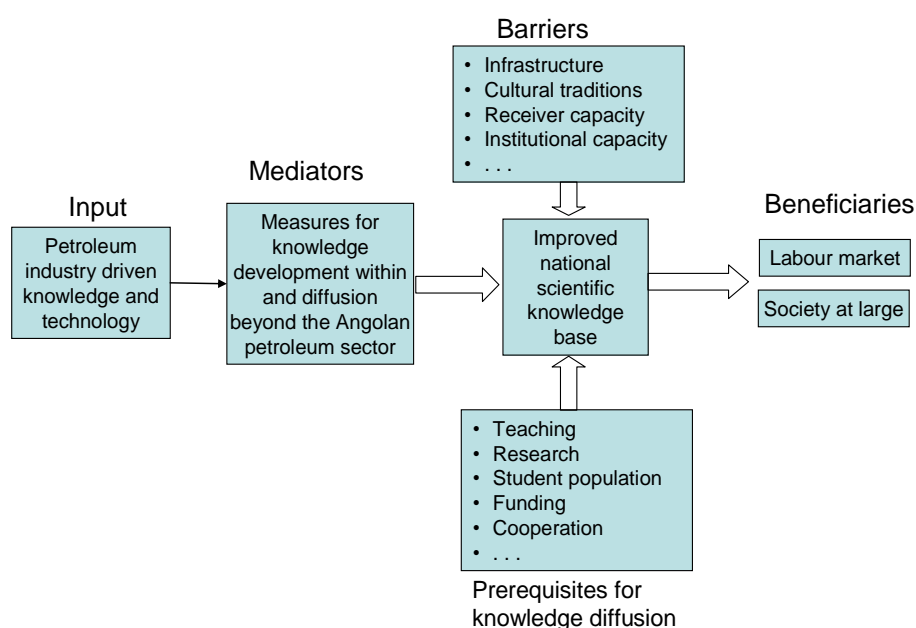 Barriers
• Infrastructure
• Cultural traditions
• Receiver capacity
• Institutional capacity
• . . .
Mediators
Measures for
knowledge
development within
and diffusion
beyond the Angolan
petroleum sector
Input
Petroleum
industry driven
knowledge and
technology
Improved
national
scientific
knowledge
base
Beneficiaries
Labour market
Society at large
• Teaching
• Research
• Student population
• Funding
• Cooperation
• . . .
Prerequisites for
knowledge diffusion